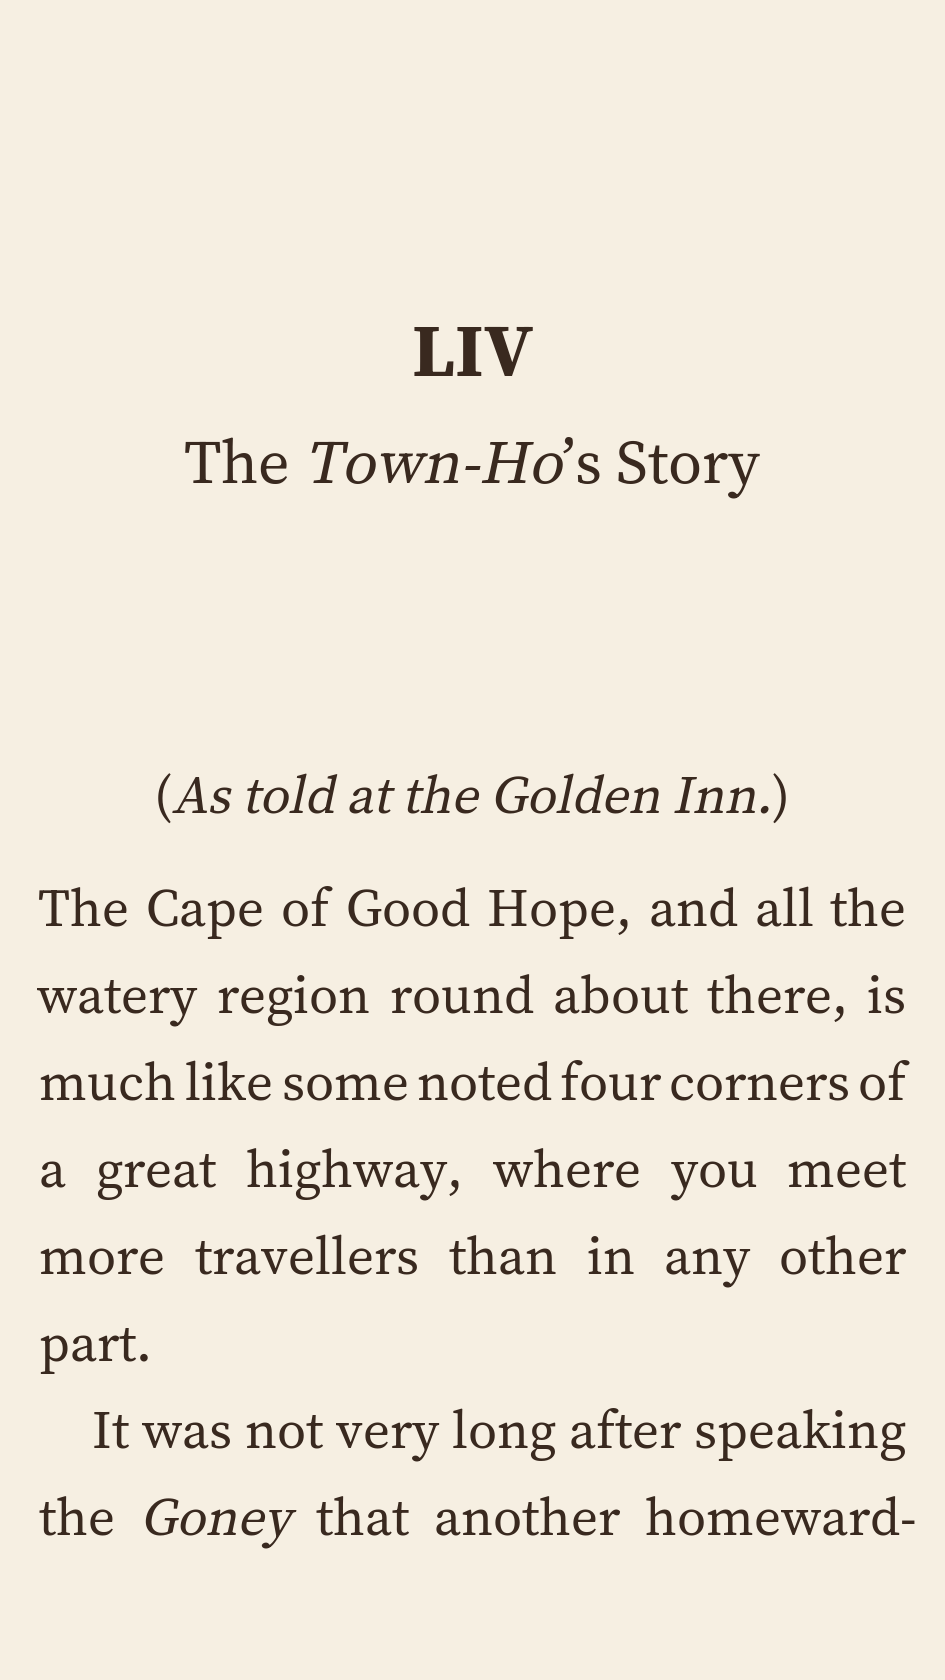 LIV
The Town-Ho’s Story
(As told at the Golden Inn.)
The Cape of Good Hope, and all the
watery region round about there, is
much like some noted four corners of
a great highway, where you meet
more travellers than in any other
part.
It was not very long after speaking
the Goney that another homeward-